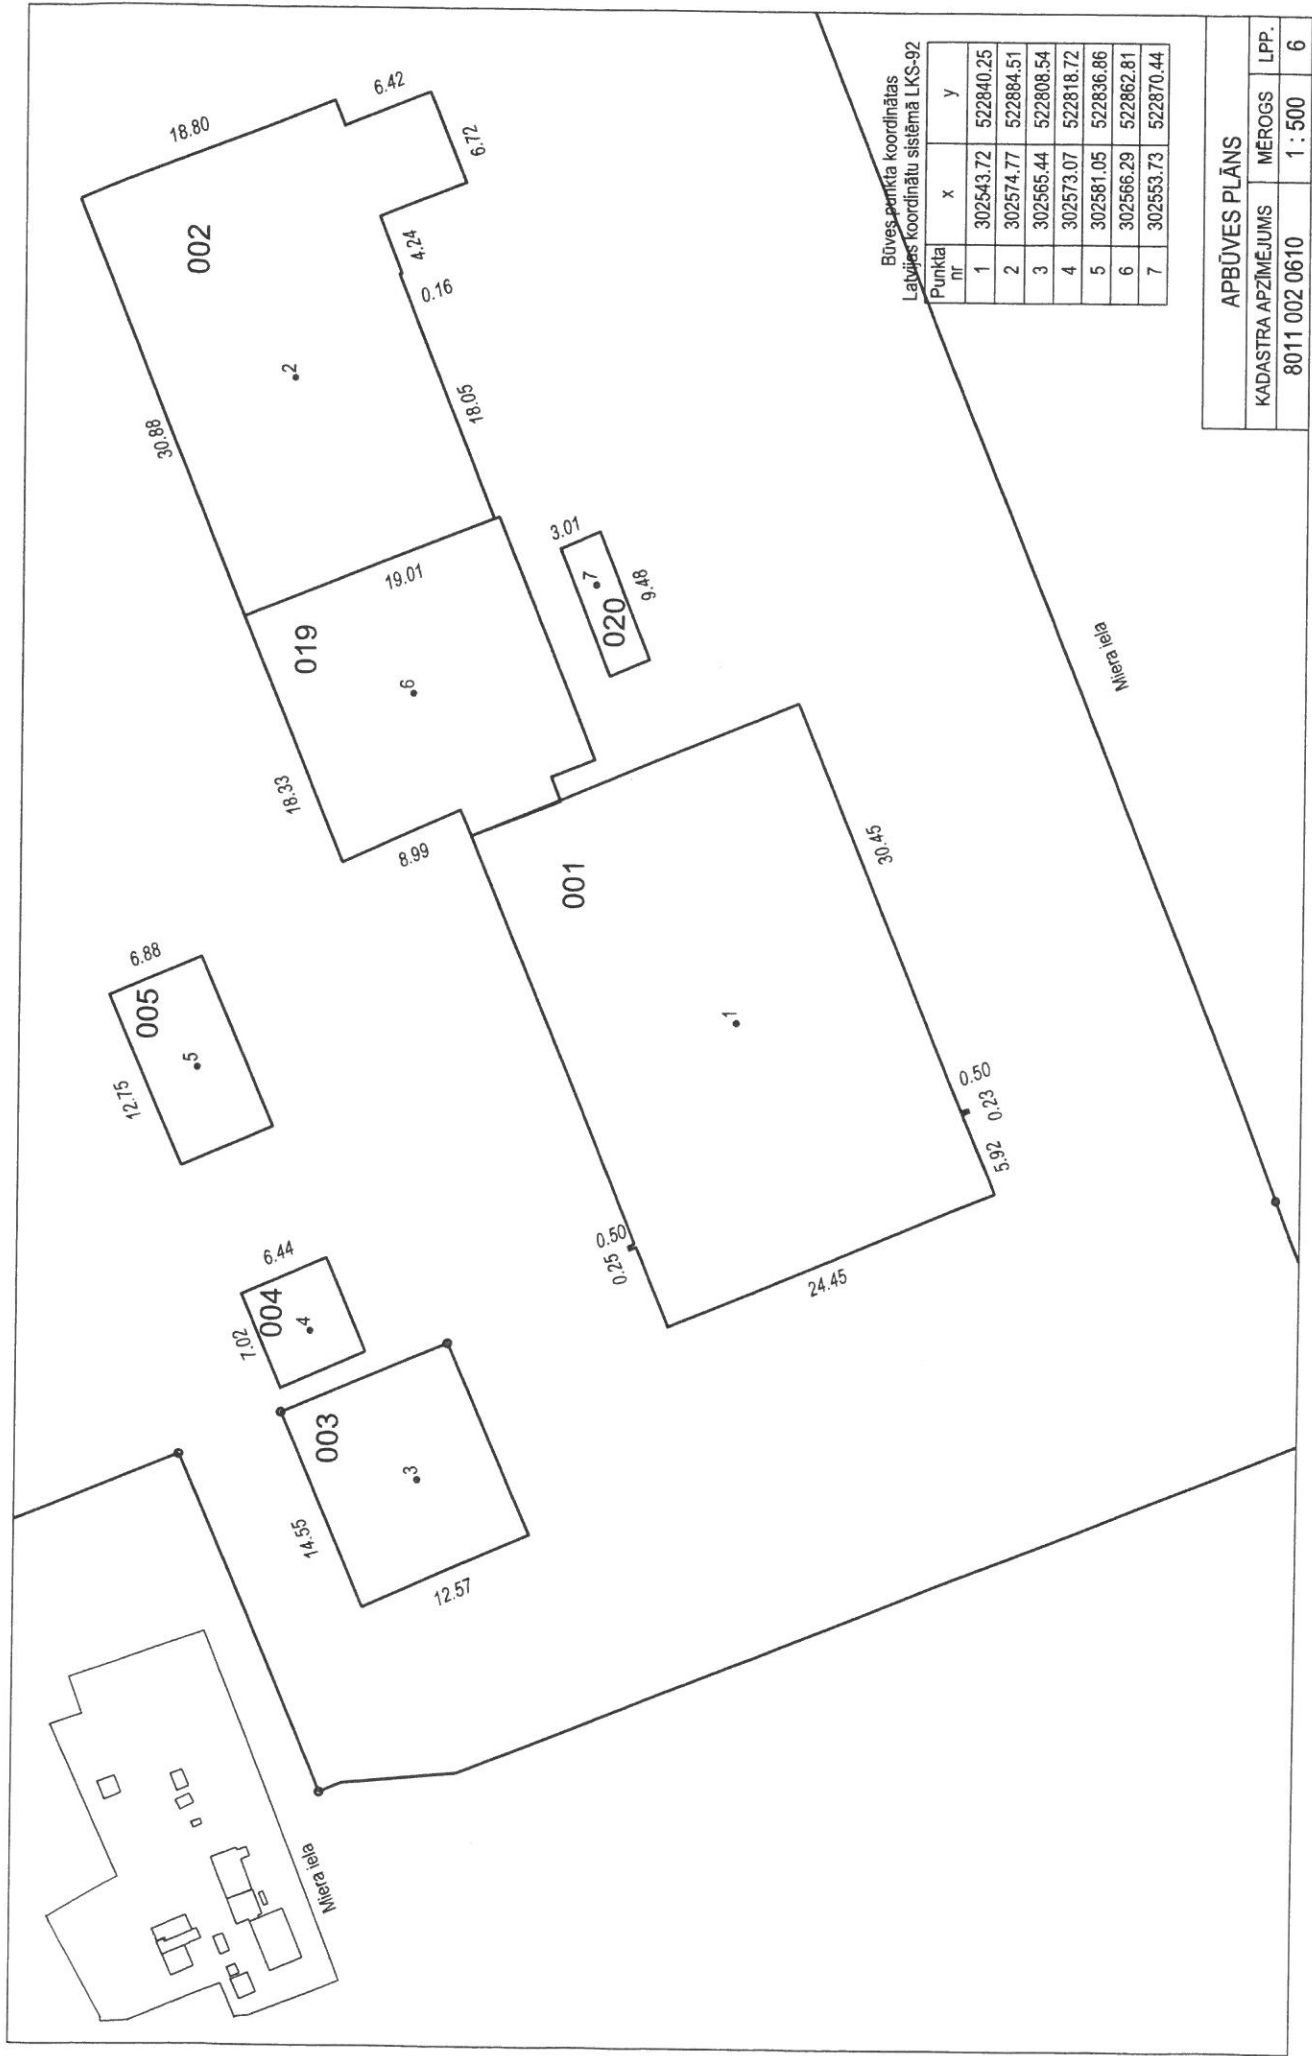 18.80
6.42
002
6.72
4.24
0.16
2
30.88
18.05
19.01
019
6
18.33
8.99
3.01
7
020
9.48
6.88
005
5
12.75
001
1
30.45
0.50
0.23
5.92
0.50
0.25
24.45
6.44
004
4
7.02
003
3
14.55
12.57
Miera iela
Miera iela
Būves punkta koordinātas
Latvijas koordinātu sistēmā LKS-92
Punkta nr x y
1 302543.72 522840.25
2 302574.77 522884.51
3 302565.44 522808.54
4 302573.07 522818.72
5 302581.05 522836.86
6 302566.29 522862.81
7 302553.73 522870.44
APBŪVES PLĀNS
KADASTRA APZĪMĒJUMS MĒROGS LPP.
8011 002 0610 1 : 500 6